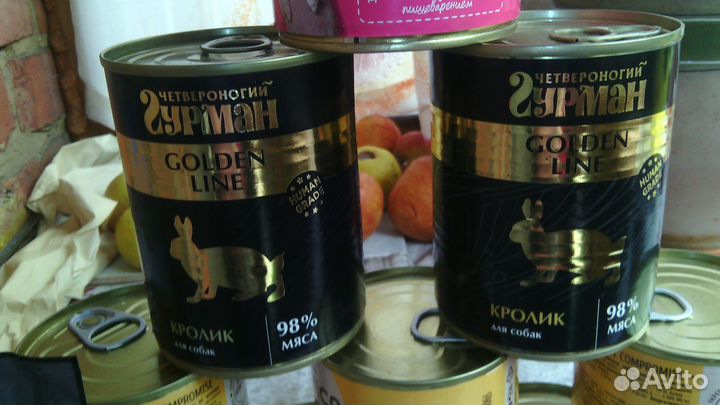 пищеварением
ЧЕТВЕРОНОГИЙ
Гурман
GOLDEN
LINE
HUMAN
GRADE
КРОЛИК
для собак
98%
МЯСА
ЧЕТВЕРОНОГИЙ
Гурман
GOLDEN
LINE
HUMAN
GRADE
КРОЛИК
для собак
98%
МЯСА
COMPROMISE
COMPROMISE
Avito